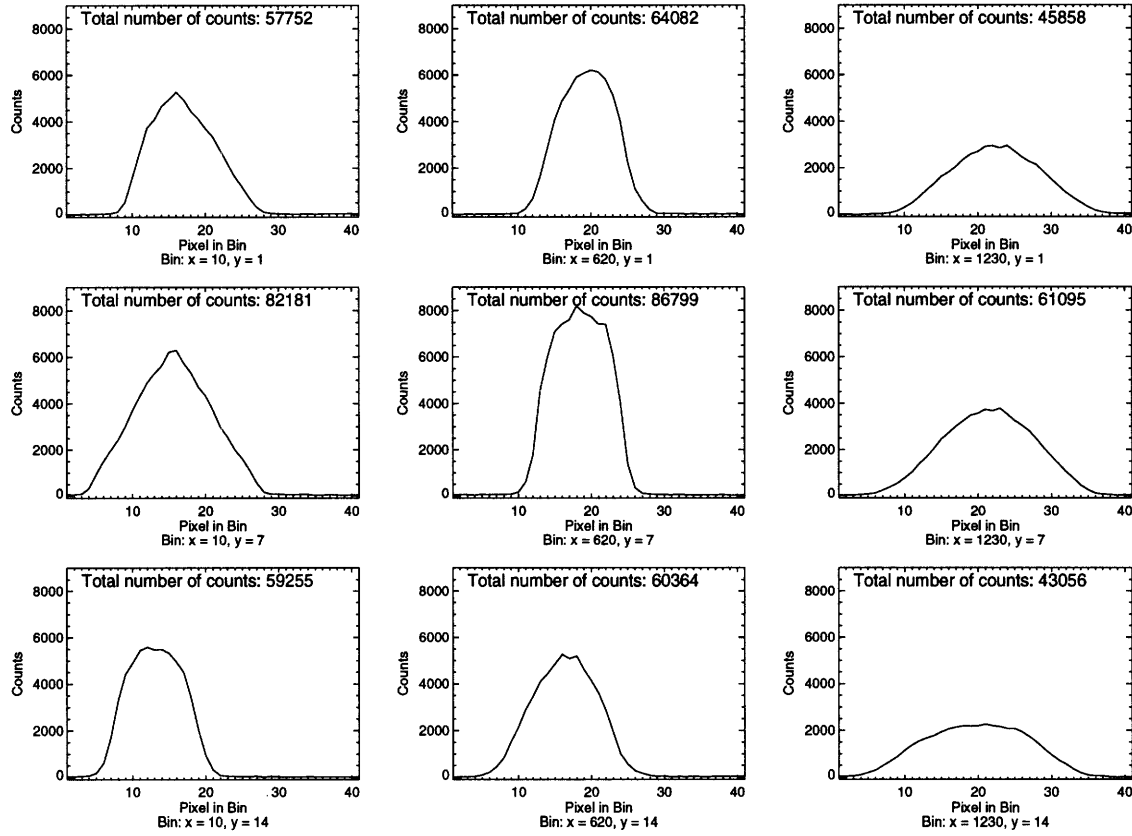 Total number of counts: 57752
8000
6000
4000
2000
0
Counts
10 20 30 40
Pixel in Bin
Bin: x = 10, y = 1
Total number of counts: 64082
8000
6000
4000
2000
0
Counts
10 20 30 40
Pixel in Bin
Bin: x = 620, y = 1
Total number of counts: 45858
8000
6000
4000
2000
0
Counts
10 20 30 40
Pixel in Bin
Bin: x = 1230, y = 1
Total number of counts: 82181
8000
6000
4000
2000
0
Counts
10 20 30 40
Pixel in Bin
Bin: x = 10, y = 7
Total number of counts: 86799
8000
6000
4000
2000
0
Counts
10 20 30 40
Pixel in Bin
Bin: x = 620, y = 7
Total number of counts: 61095
8000
6000
4000
2000
0
Counts
10 20 30 40
Pixel in Bin
Bin: x = 1230, y = 7
Total number of counts: 59255
8000
6000
4000
2000
0
Counts
10 20 30 40
Pixel in Bin
Bin: x = 10, y = 14
Total number of counts: 60364
8000
6000
4000
2000
0
Counts
10 20 30 40
Pixel in Bin
Bin: x = 620, y = 14
Total number of counts: 43056
8000
6000
4000
2000
0
Counts
10 20 30 40
Pixel in Bin
Bin: x = 1230, y = 14